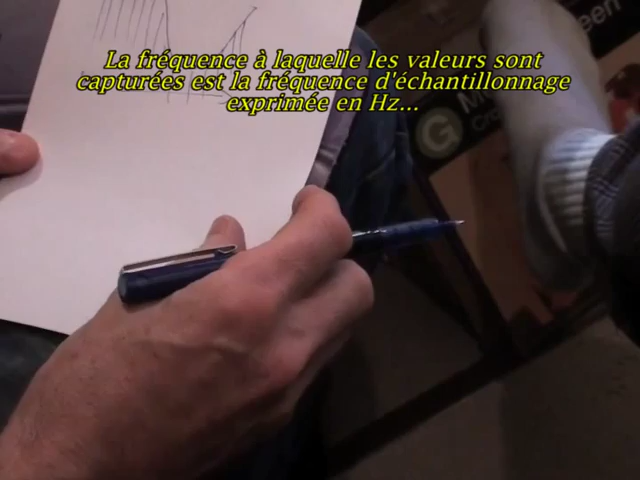 La fréquence à laquelle les valeurs sont
capturées est la fréquence d'échantillonnage
exprimée en Hz...
G